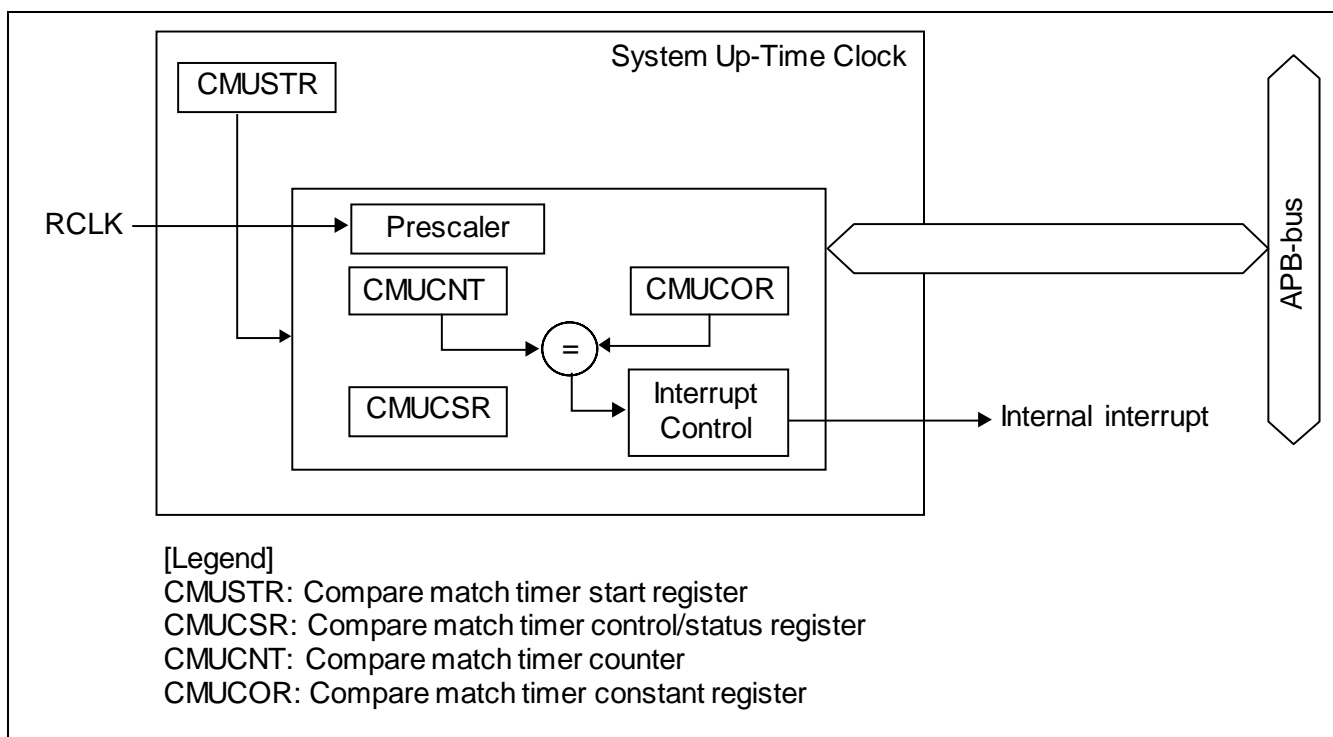 System Up-Time Clock
CMUSTR
RCLK
Prescaler
CMUCNT
CMUCOR
=
CMUCSR
Interrupt
Control
Internal interrupt
APB-bus
[Legend]
CMUSTR: Compare match timer start register
CMUCSR: Compare match timer control/status register
CMUCNT: Compare match timer counter
CMUCOR: Compare match timer constant register